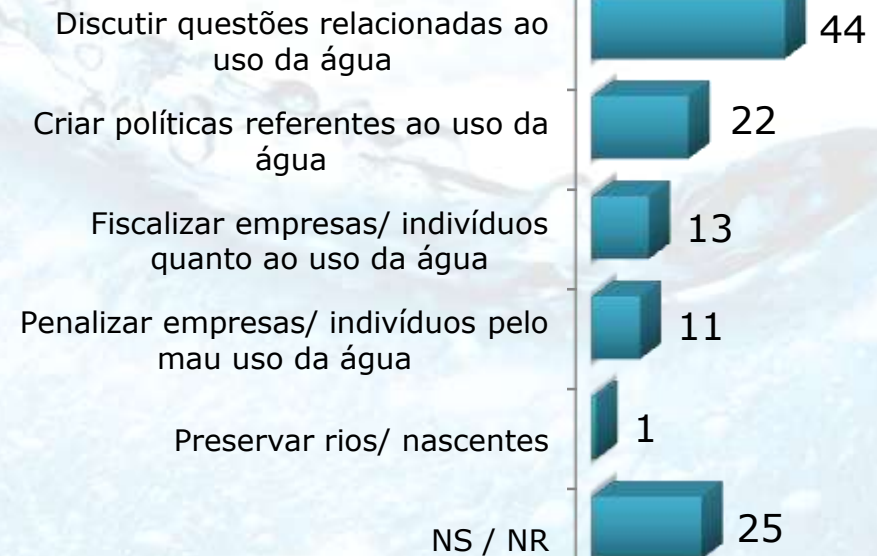 Discutir questões relacionadas ao
uso da água
44
Criar políticas referentes ao uso da
água
22
Fiscalizar empresas/ indivíduos
quanto ao uso da água
13
Penalizar empresas/ indivíduos pelo
mau uso da água
11
Preservar rios/ nascentes
1
NS / NR
25